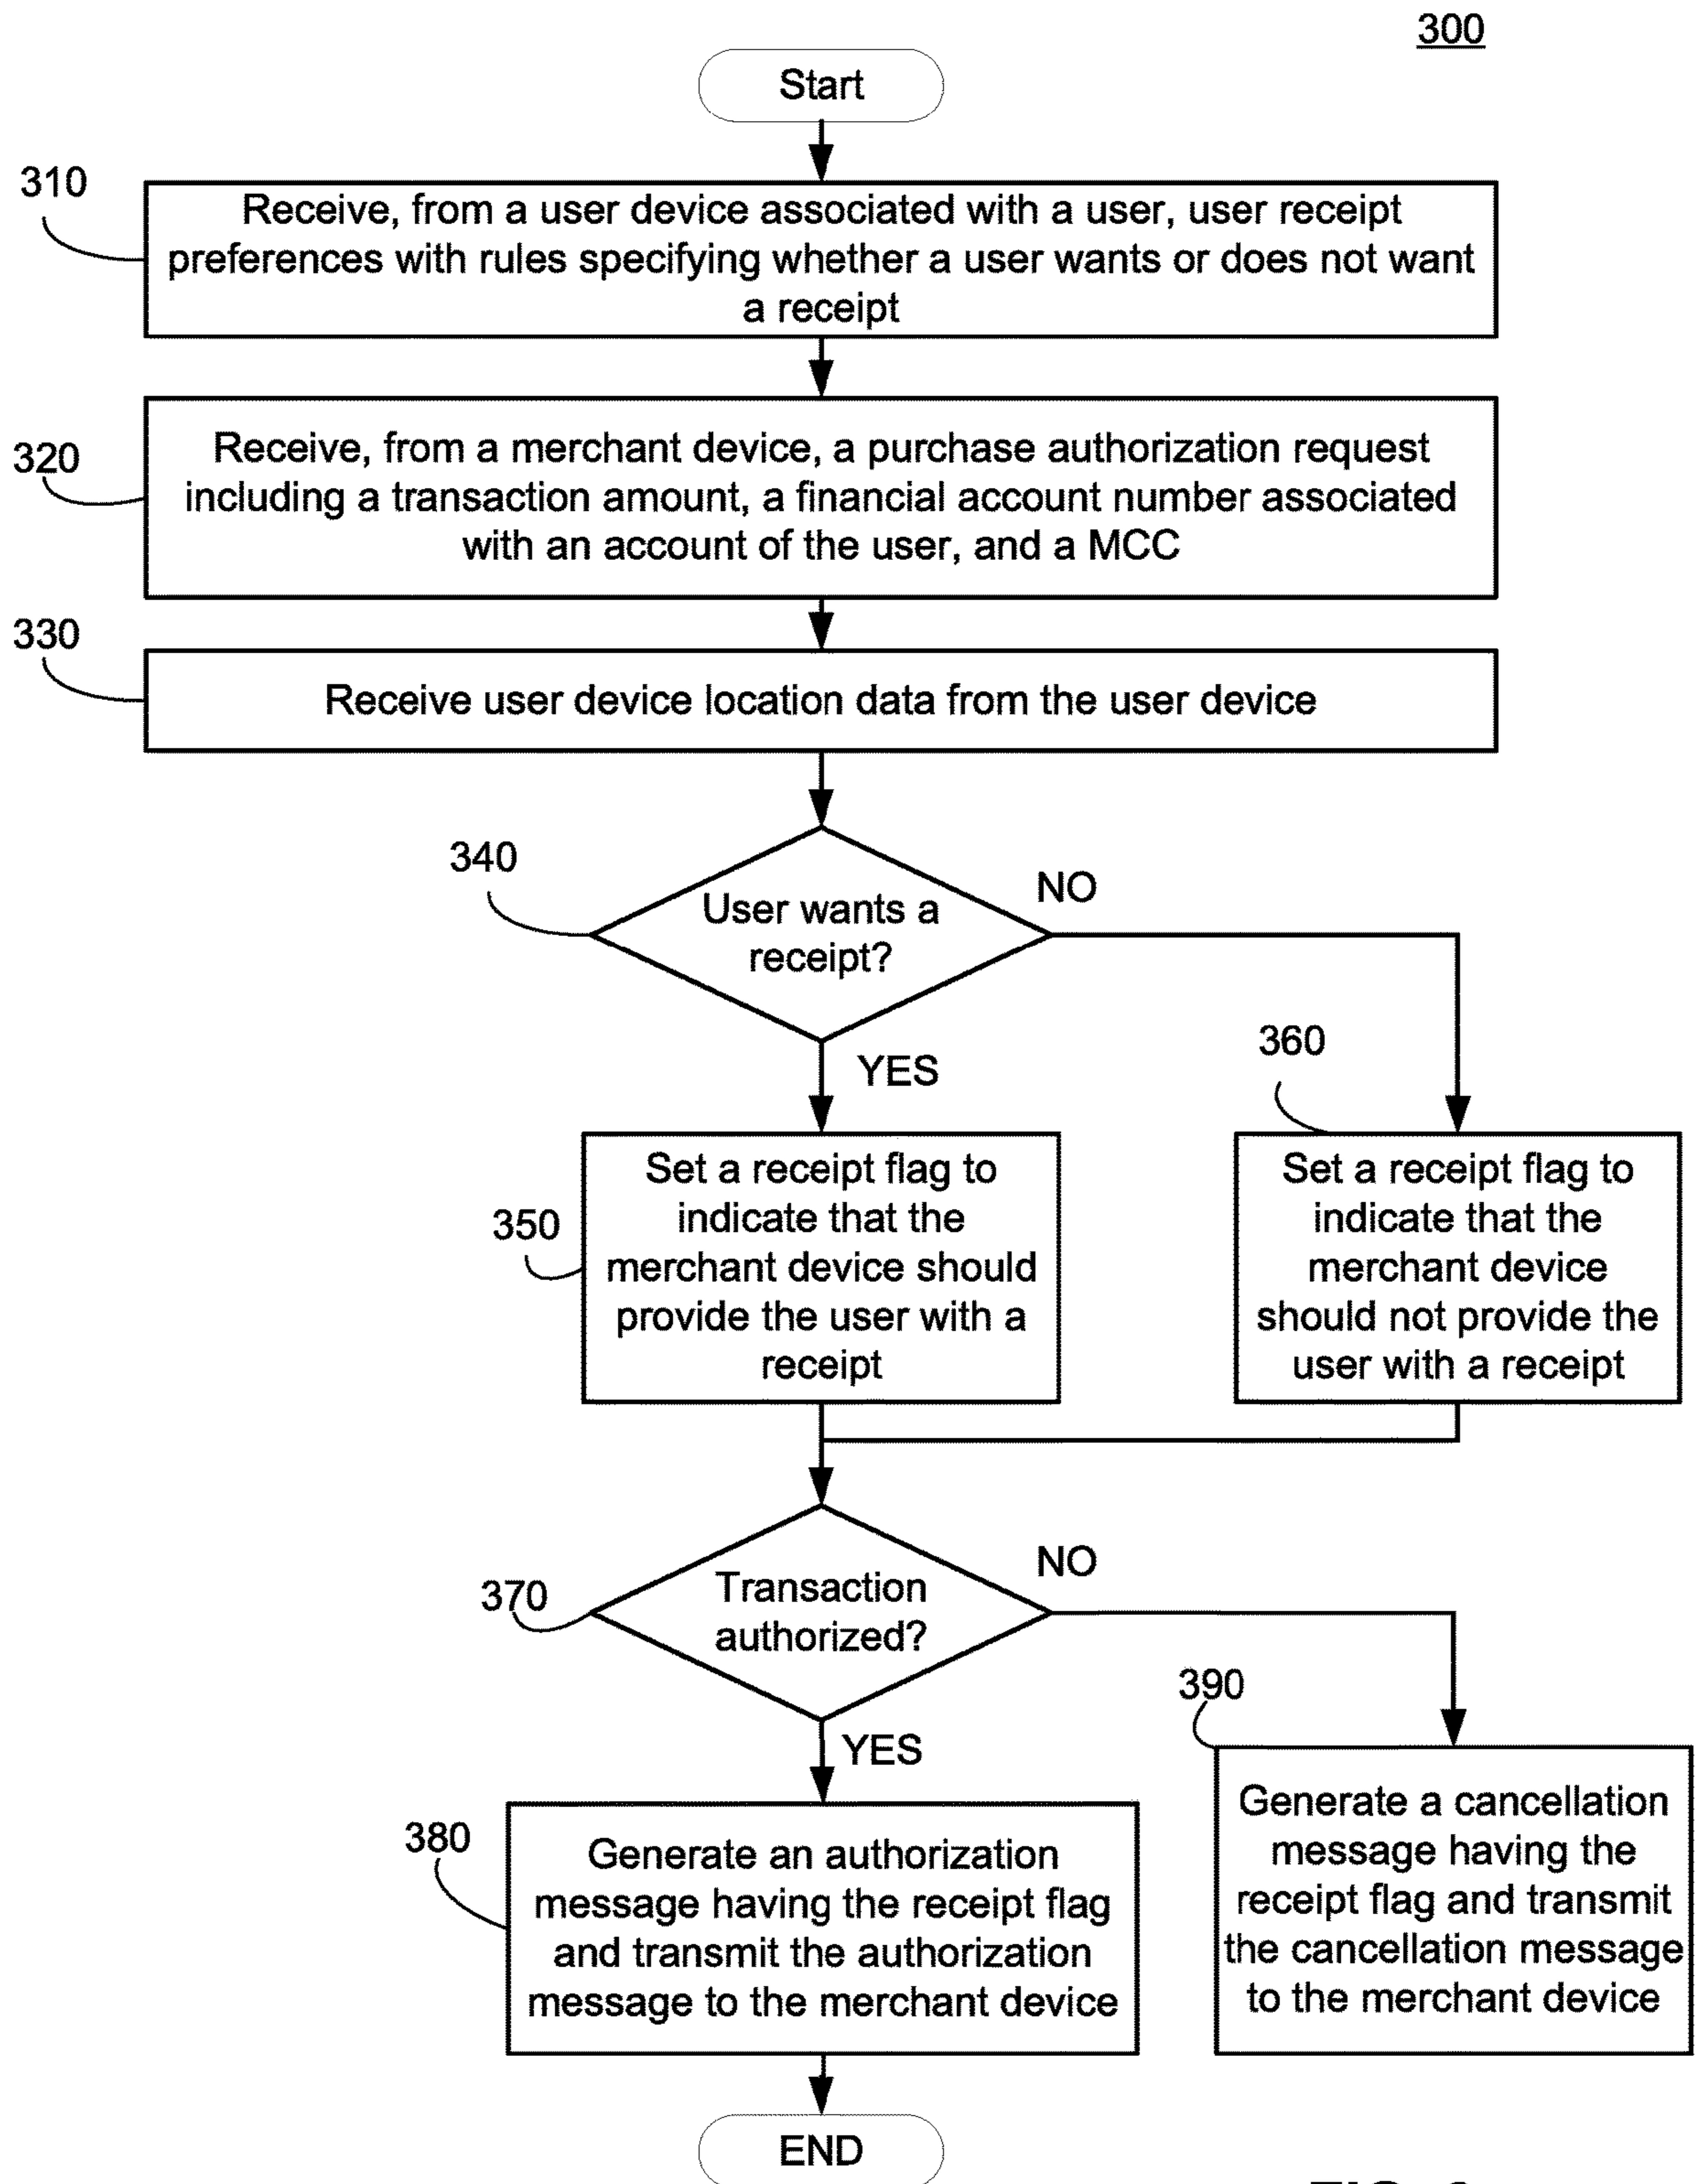 300
Start
310
Receive, from a user device associated with a user, user receipt
preferences with rules specifying whether a user wants or does not want
a receipt
320
Receive, from a merchant device, a purchase authorization request
including a transaction amount, a financial account number associated
with an account of the user, and a MCC
330
Receive user device location data from the user device
340
User wants a
receipt?
NO
YES
350
Set a receipt flag to
indicate that the
merchant device should
provide the user with a
receipt
360
Set a receipt flag to
indicate that the
merchant device
should not provide the
user with a receipt
370
Transaction
authorized?
NO
YES
380
Generate an authorization
message having the receipt flag
and transmit the authorization
message to the merchant device
390
Generate a cancellation
message having the
receipt flag and transmit
the cancellation message
to the merchant device
END